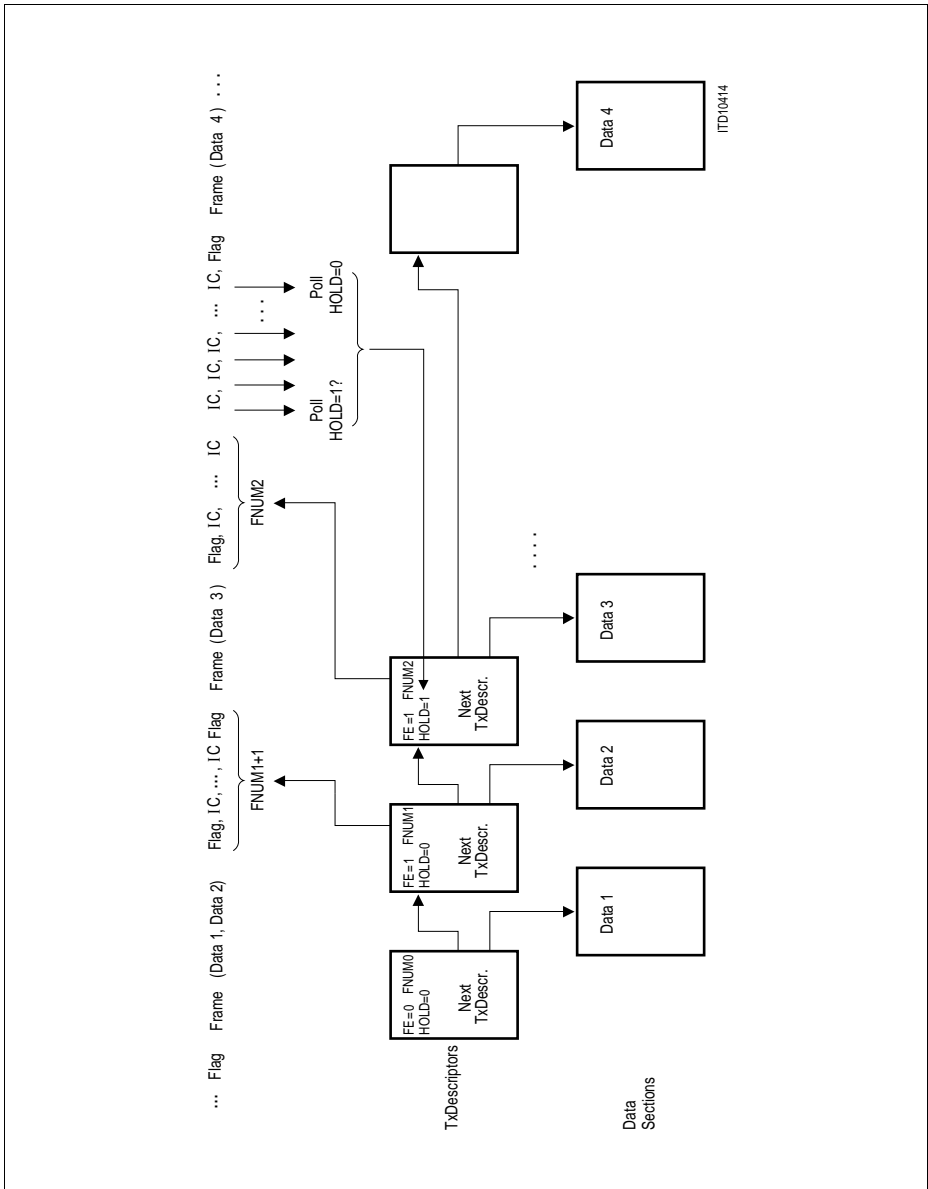 ... Flag Frame (Data 1, Data 2) Flag, IC, ..., IC Flag Frame (Data 3) Flag, IC, ... IC IC, IC, IC, ... IC, Flag Frame (Data 4) ...
FNUM1+1
FNUM2
Poll
HOLD=1?
...
Poll
HOLD=0
TxDescriptors
FE=0 FNUM0
HOLD=0
Next
TxDescr.
FE=1 FNUM1
HOLD=0
Next
TxDescr.
FE=1 FNUM2
HOLD=1
Next
TxDescr.
....
Data
Sections
Data 1
Data 2
Data 3
Data 4
ITD10414